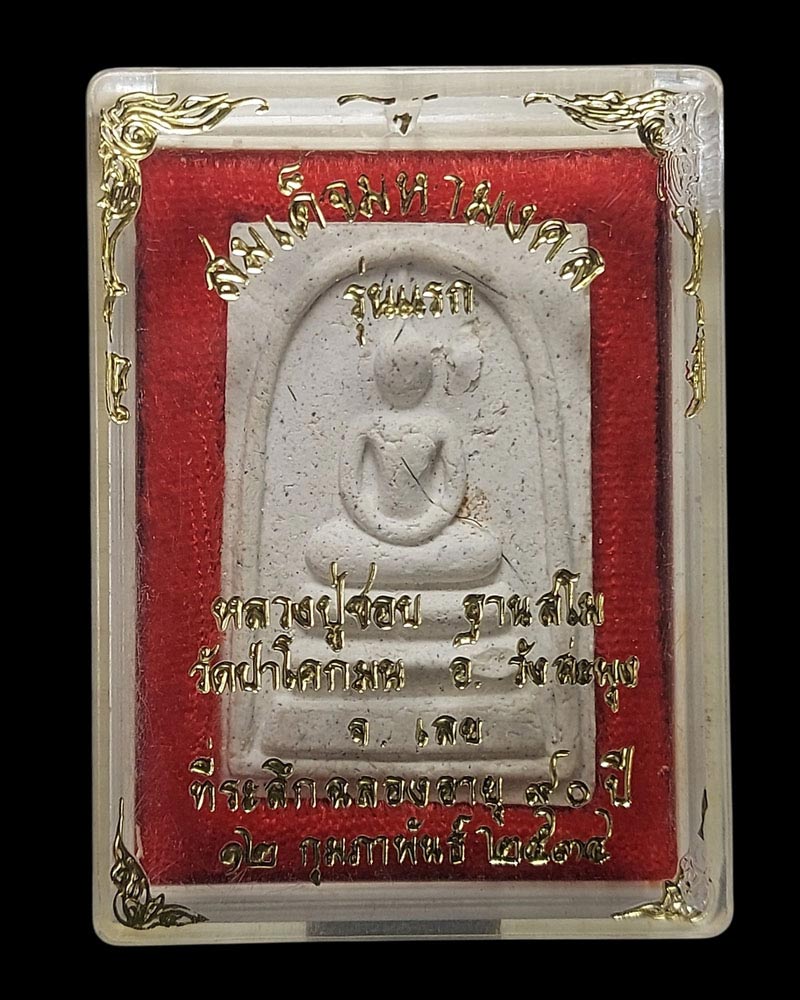 สมเด็จมหามงคล
รุ่นแรก
หลวงปู่ชอบ ฐานสโม
วัดป่าโคกมน อ. วังสะพุง
จ. เลย
ที่ระลึกฉลองอายุ ๙๐ ปี
๑๒ กุมภาพันธ์ ๒๕๓๔